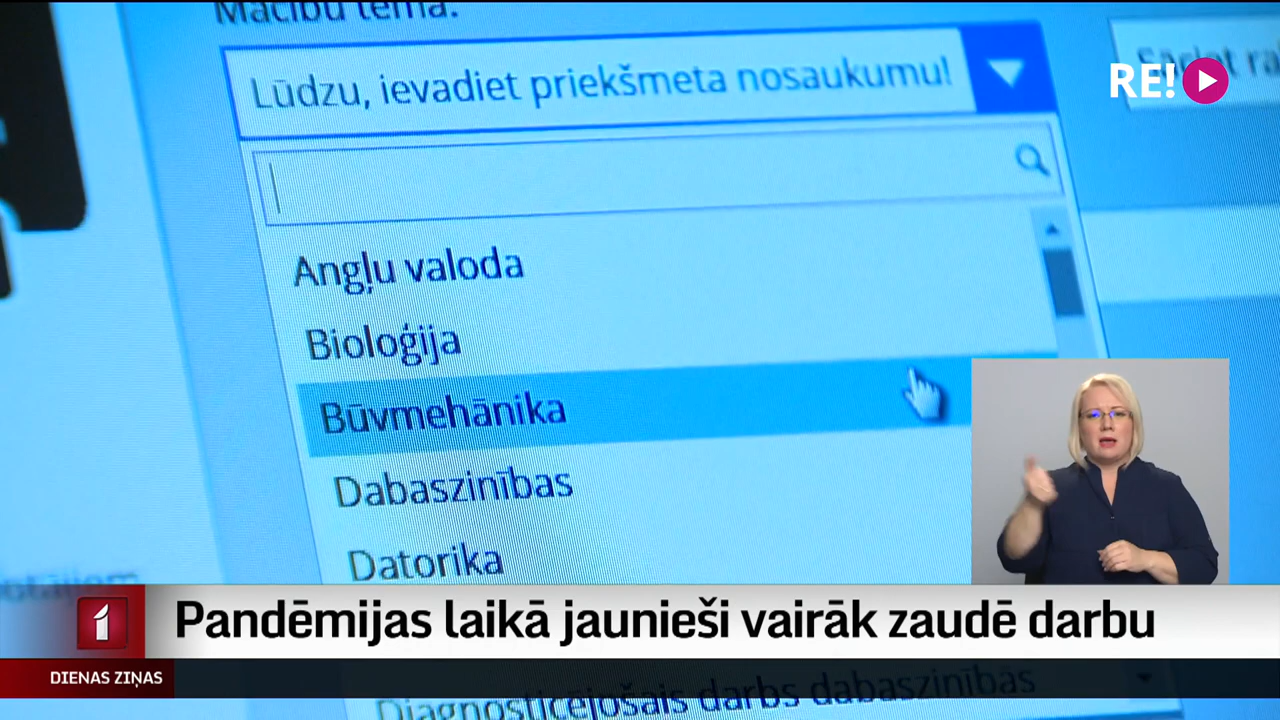 Mācību tēma:
Lūdzu, ievadiet priekšmeta nosaukumu!
RE!
Angļu valoda
Bioloģija
Būvmehānika
Dabaszinības
Datorika
1 Pandēmijas laikā jaunieši vairāk zaudē darbu
DIENAS ZIŅAS
Diagnosticējošais darbs dabaszinībās